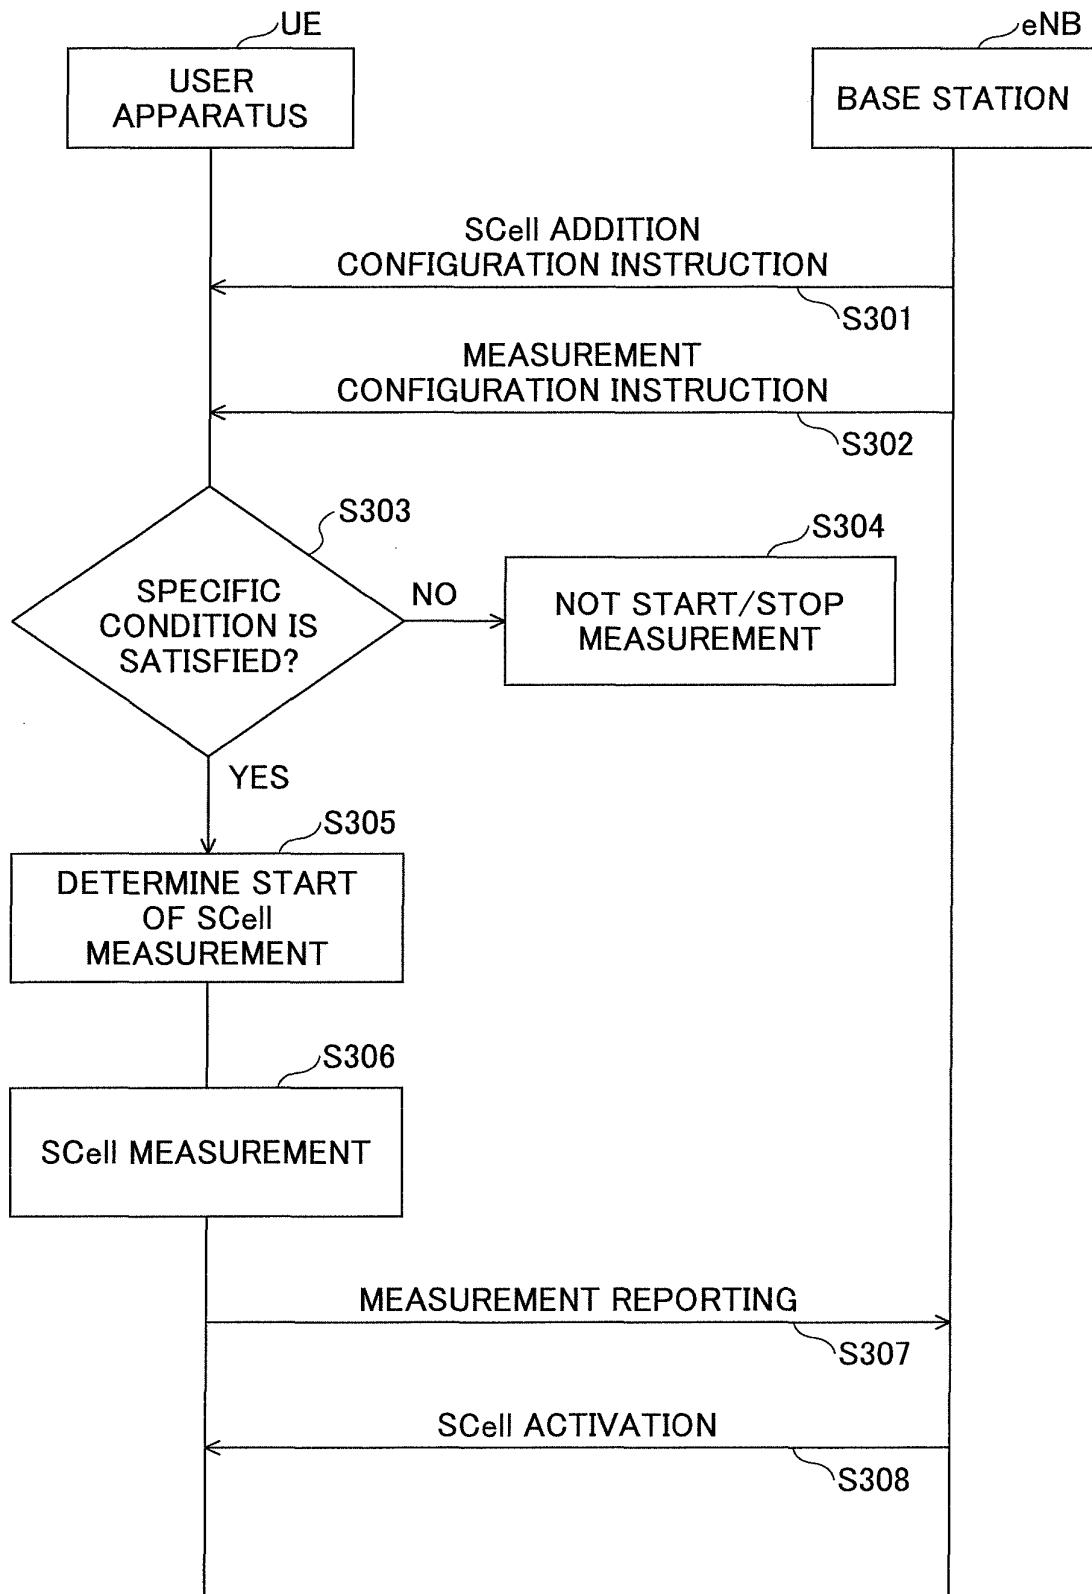 UE
eNB
USER
APPARATUS
BASE STATION
SCell ADDITION
CONFIGURATION INSTRUCTION
S301
MEASUREMENT
CONFIGURATION INSTRUCTION
S302
S303
SPECIFIC
CONDITION IS
SATISFIED?
NO
S304
NOT START/STOP
MEASUREMENT
YES
S305
DETERMINE START
OF SCell
MEASUREMENT
S306
SCell MEASUREMENT
MEASUREMENT REPORTING
S307
SCell ACTIVATION
S308